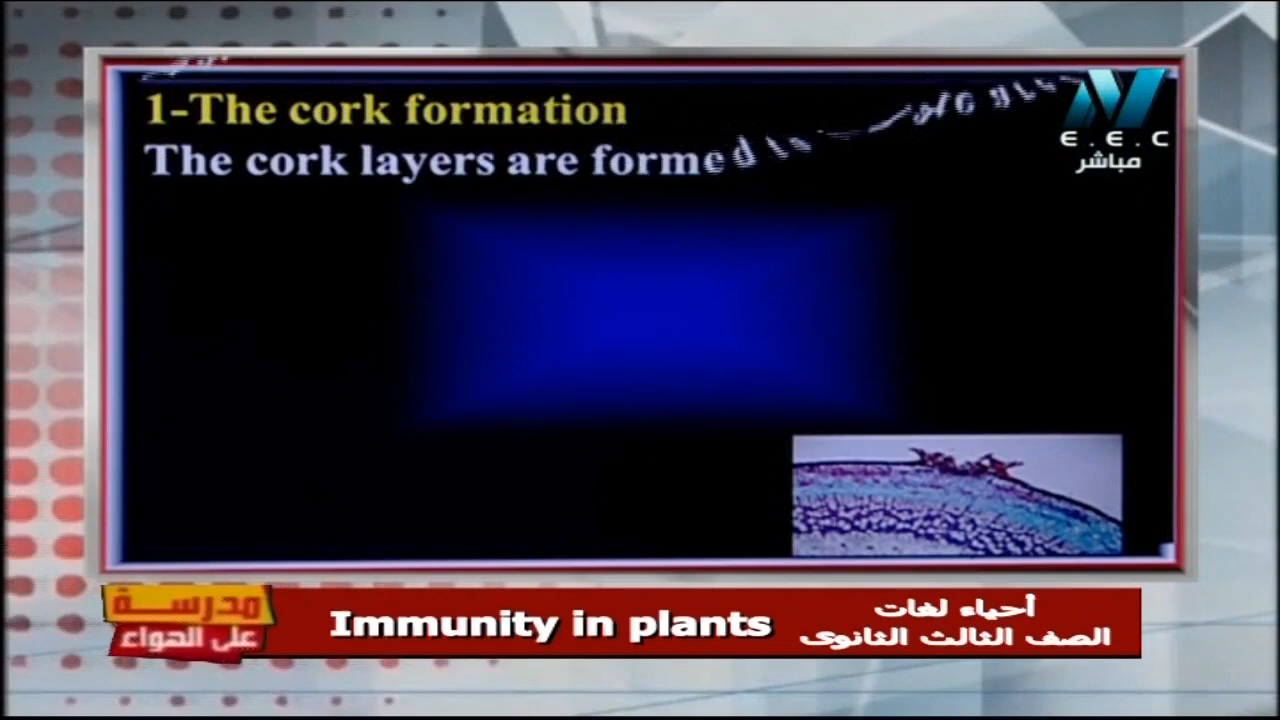 1-The cork formation
The cork layers are formed
E.E.C
مباشر
مدرسة
على الهواء
Immunity in plants
أحياء لغات
الصف الثالث الثانوى